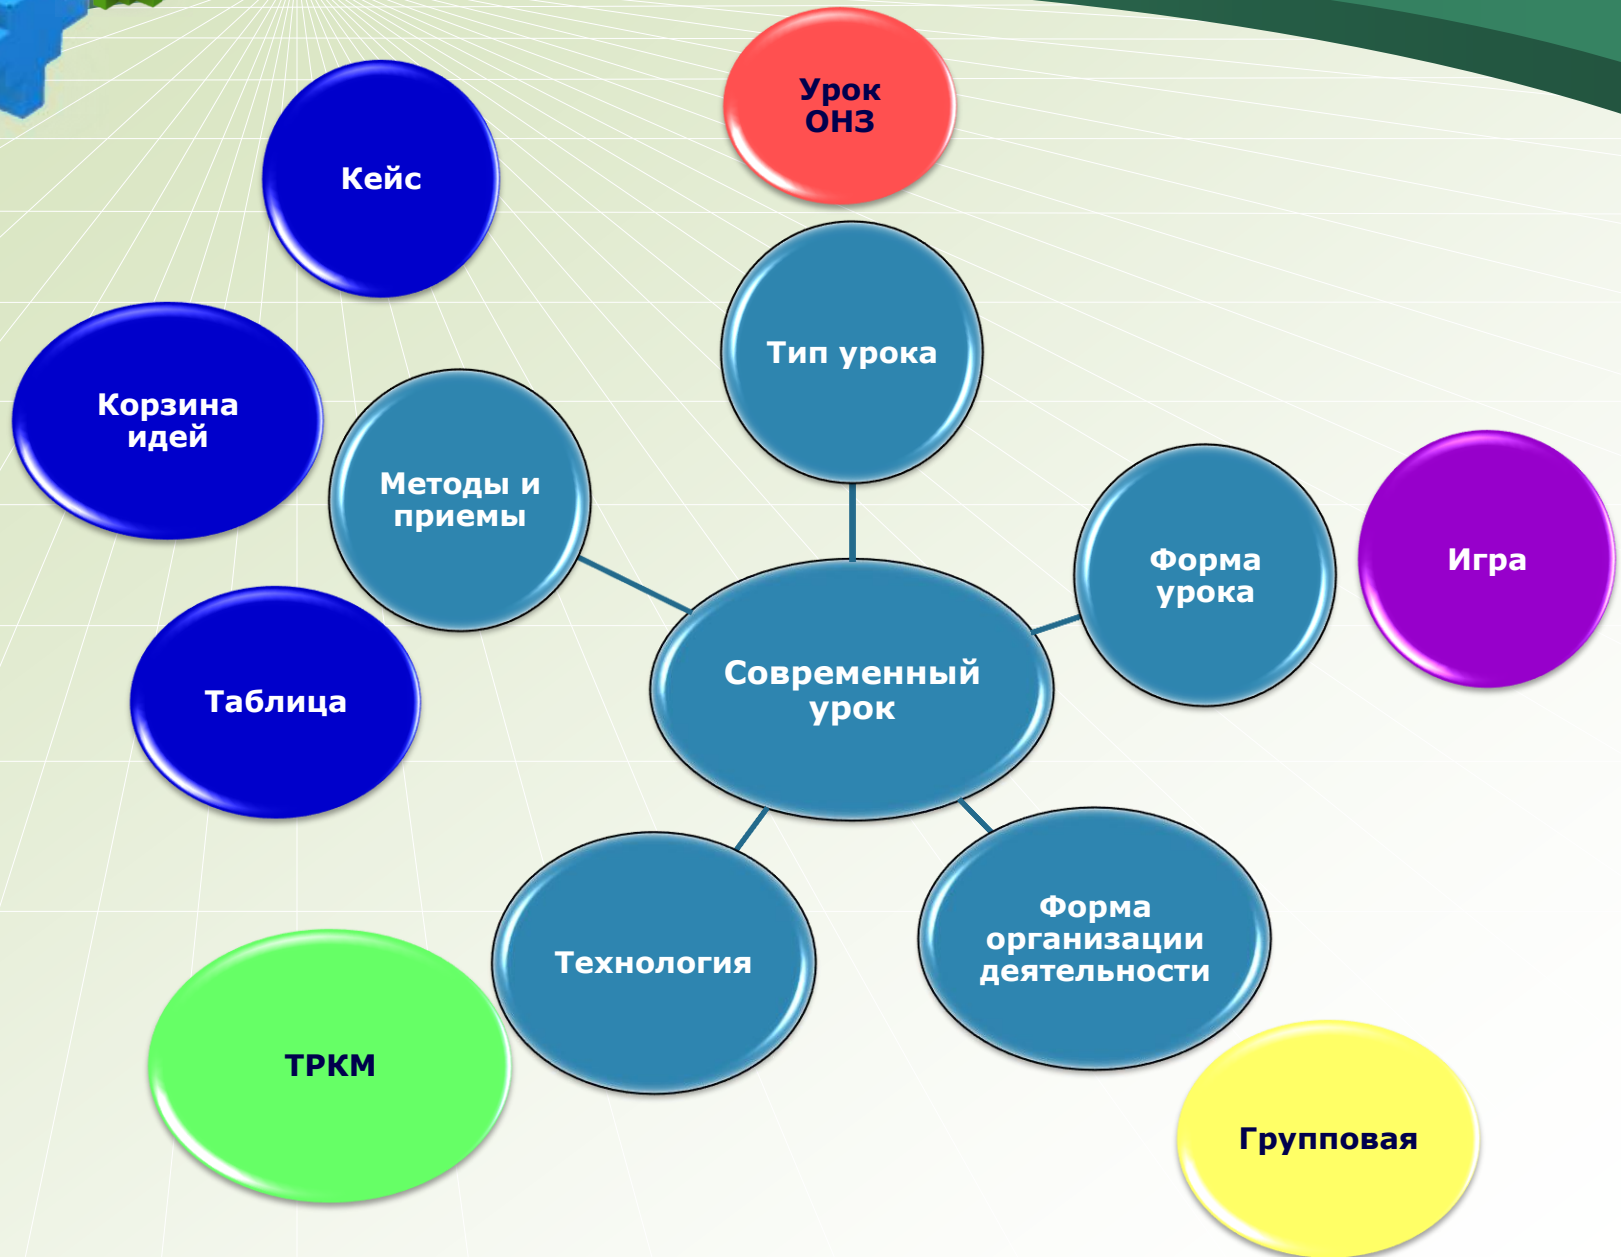 Урок
ОНЗ
Кейс
Тип урока
Корзина
идей
Методы и
приемы
Форма
урока
Игра
Современный
урок
Таблица
Технология
Форма
организации
деятельности
ТРКМ
Групповая